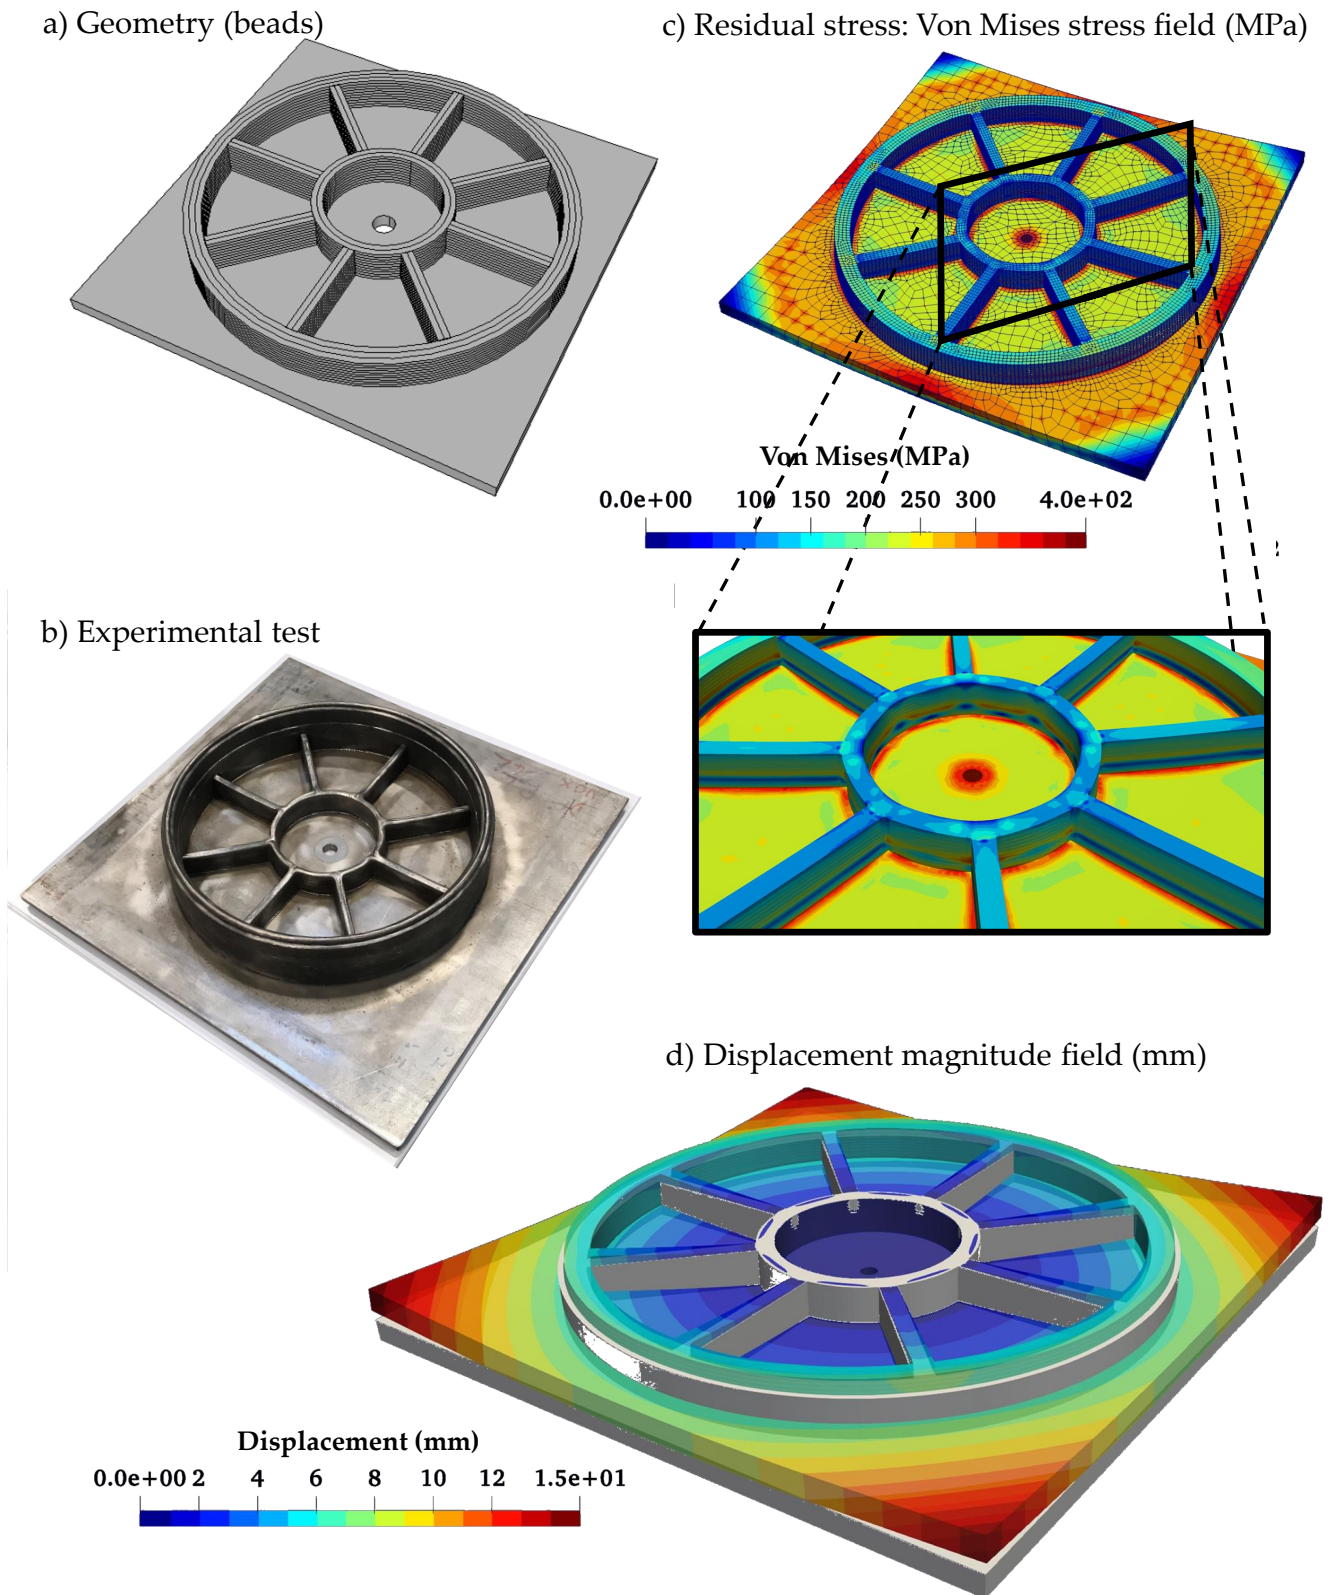 a) Geometry (beads)
c) Residual stress: Von Mises stress field (MPa)
Von Mises (MPa)
0.0e+00 100 150 200 250 300 4.0e+02
b) Experimental test
d) Displacement magnitude field (mm)
Displacement (mm)
0.0e+00 2 4 6 8 10 12 1.5e+01